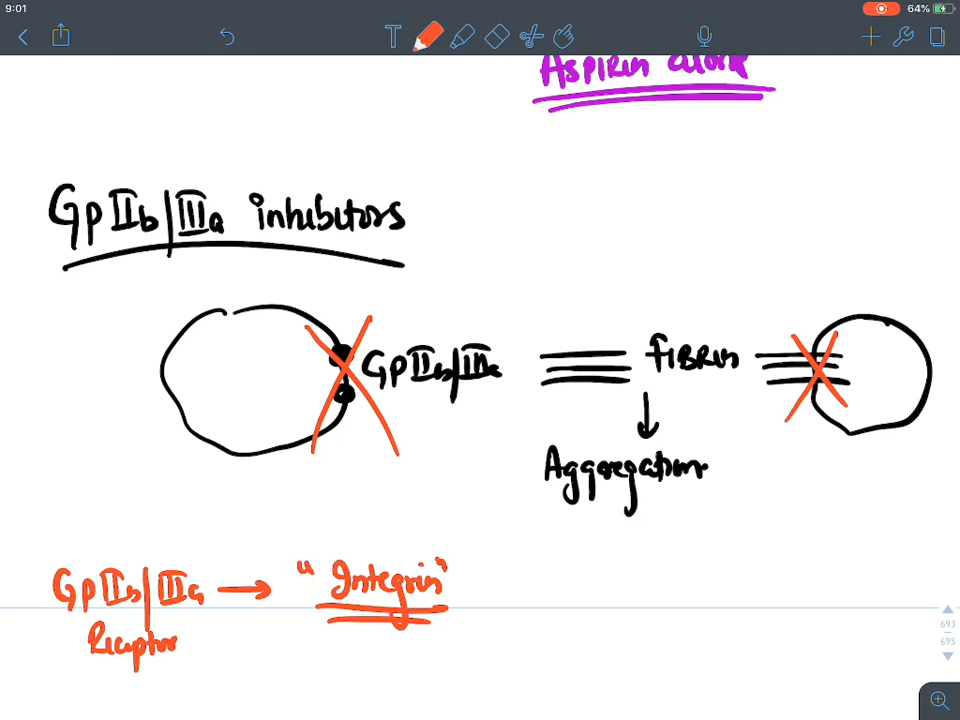 9:01
64%
T
Aspirin alone
GpIIb/IIIa inhibitors
GpIIb/IIIa
FIBRIN
Aggregation
GpIIb/IIIa → "Integrin"
Receptor
693
695